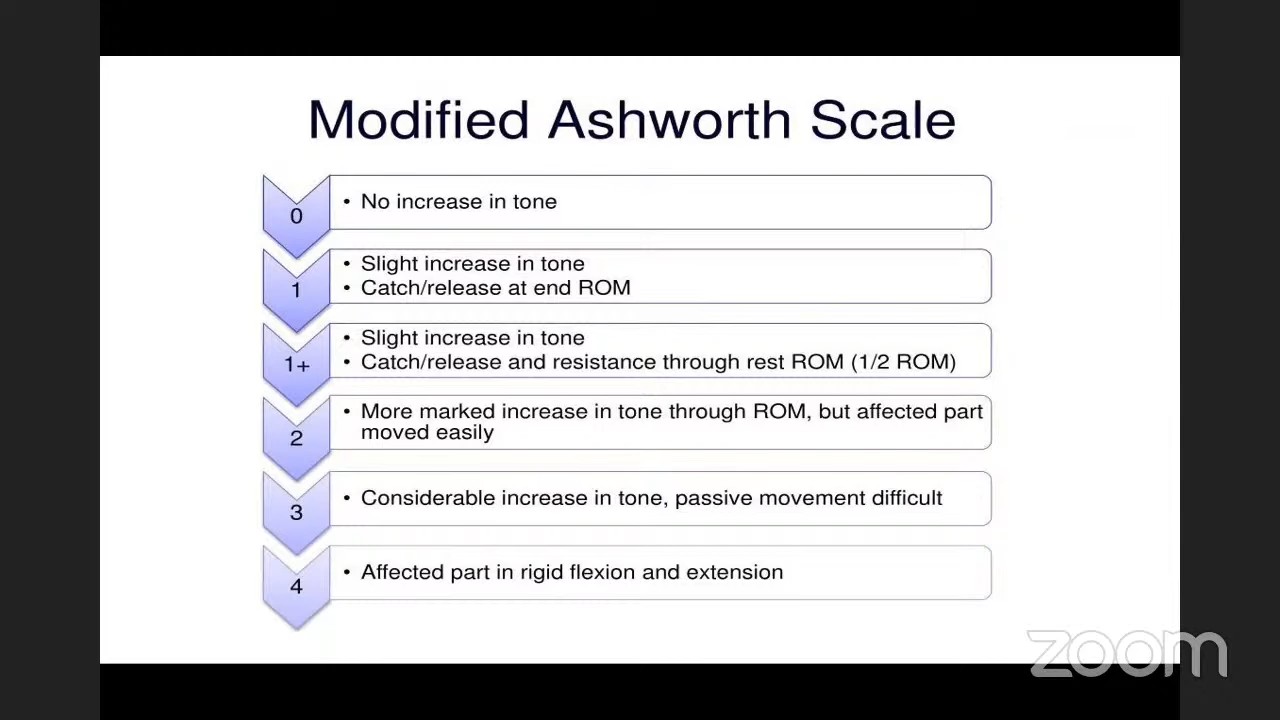 Modified Ashworth Scale
0
• No increase in tone
1
• Slight increase in tone
• Catch/release at end ROM
1+
• Slight increase in tone
• Catch/release and resistance through rest ROM (1/2 ROM)
2
• More marked increase in tone through ROM, but affected part
moved easily
3
• Considerable increase in tone, passive movement difficult
4
• Affected part in rigid flexion and extension
zoom